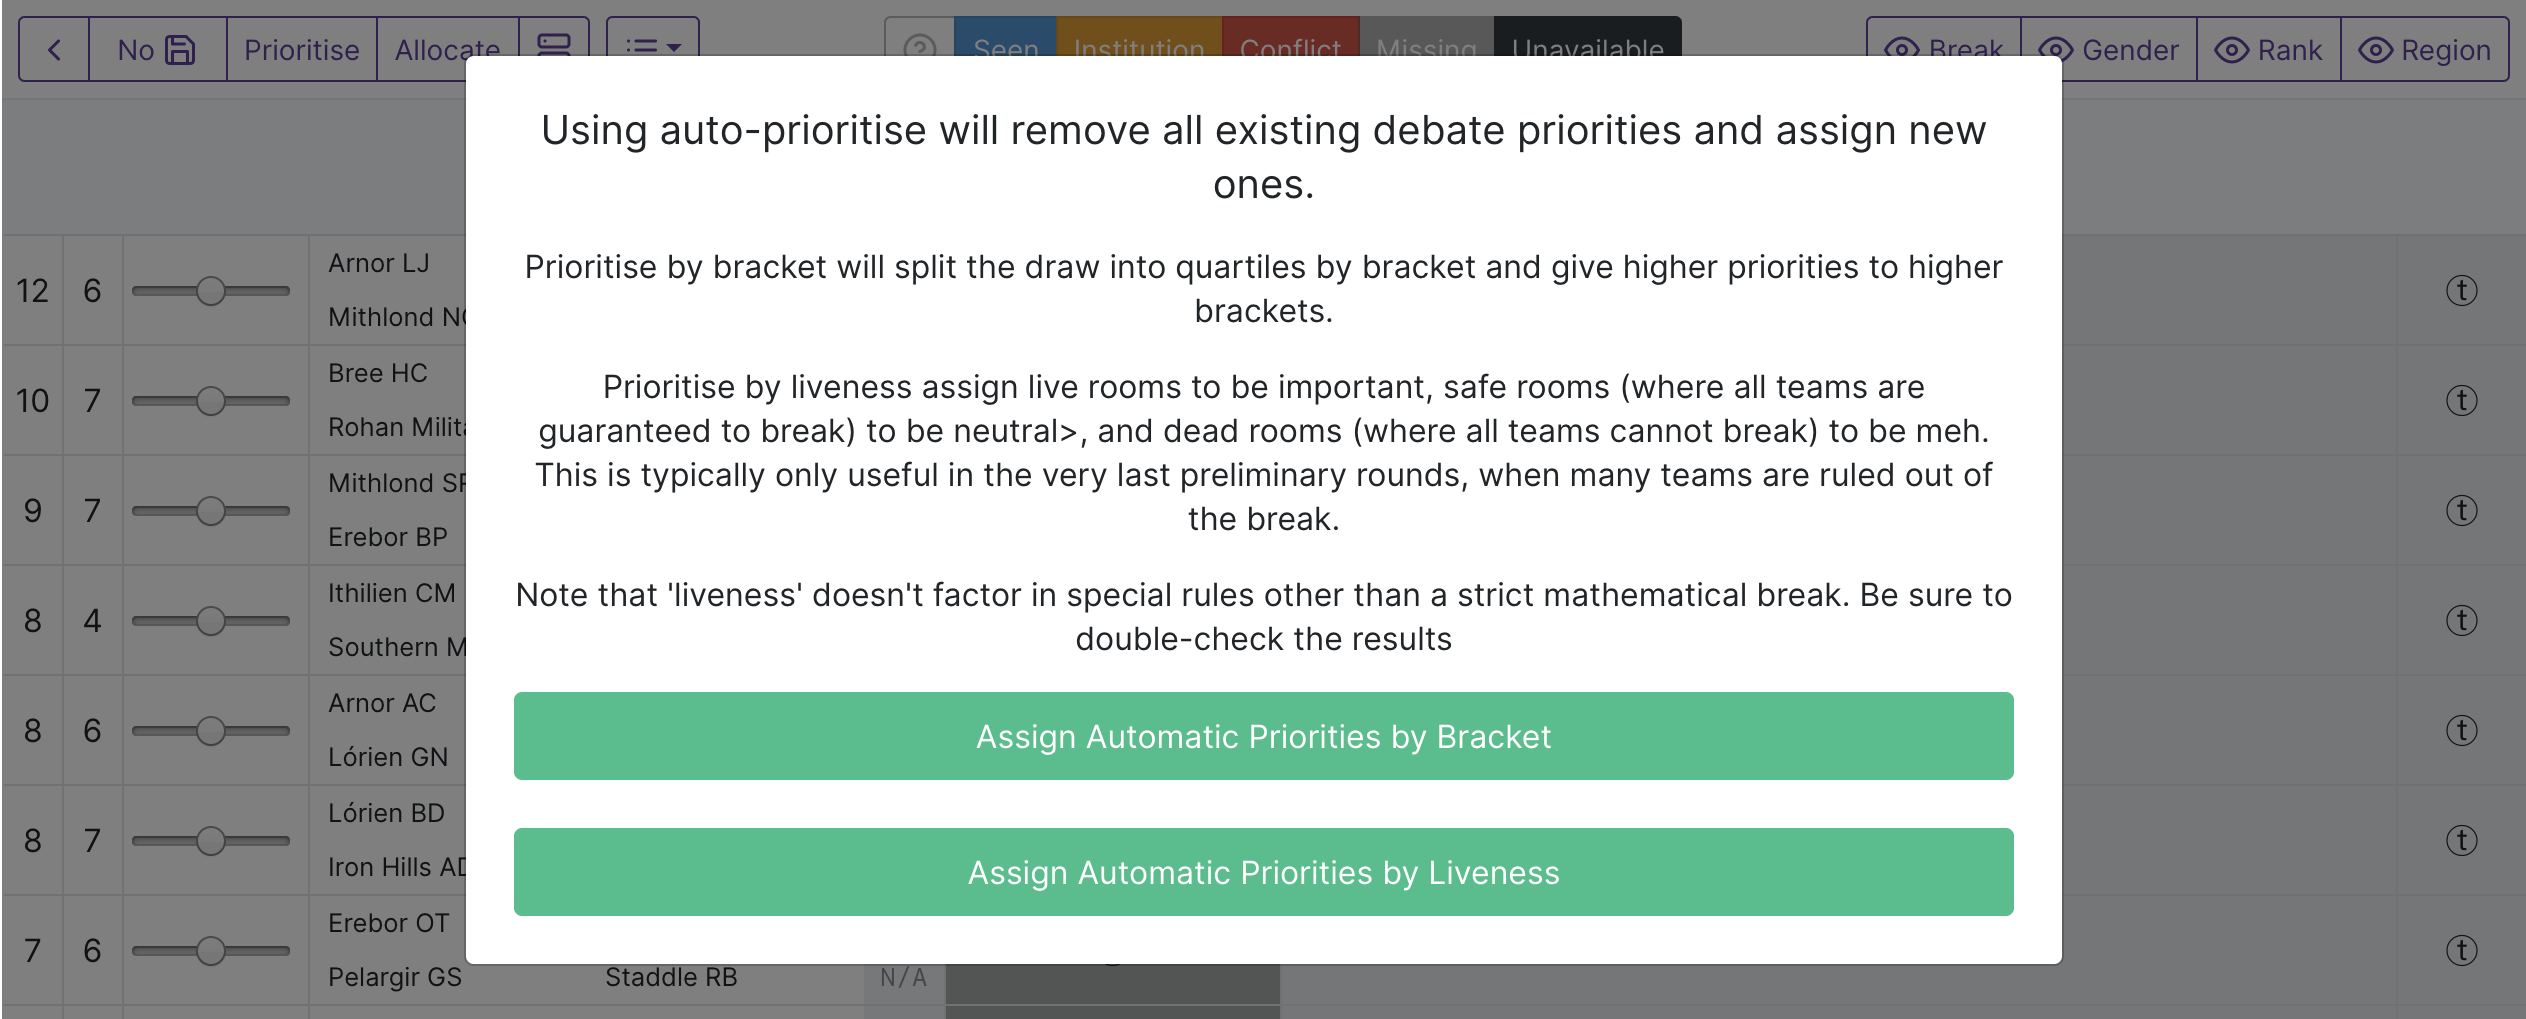 No Prioritise Allocate ? Seen Institution Conflict Missing Unavailable Break Gender Rank Region
Using auto-prioritise will remove all existing debate priorities and assign new
ones.
Prioritise by bracket will split the draw into quartiles by bracket and give higher priorities to higher
brackets.
Prioritise by liveness assign live rooms to be important, safe rooms (where all teams are
guaranteed to break) to be neutral>, and dead rooms (where all teams cannot break) to be meh.
This is typically only useful in the very last preliminary rounds, when many teams are ruled out of
the break.
Note that 'liveness' doesn't factor in special rules other than a strict mathematical break. Be sure to
double-check the results
Assign Automatic Priorities by Bracket
Assign Automatic Priorities by Liveness
Arnor LJ
12 6 t
Mithlond
Bree HC
10 7 t
Rohan
Mithlond
9 7 t
Erebor BP
Ithilien CM
8 4 t
Southern
Arnor AC
8 6 t
Lórien GN
Lórien BD
8 7 t
Iron Hills
Erebor OT
7 6 t
Pelargir GS Staddle RB N/A